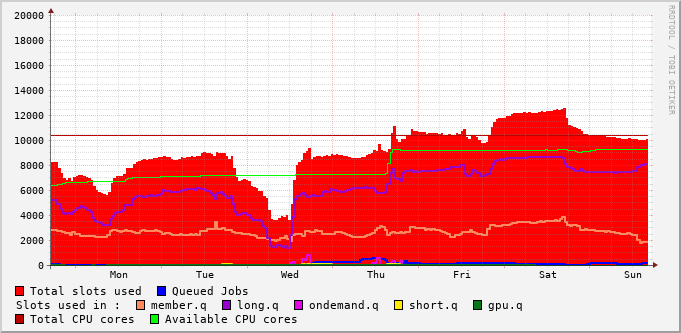 20000
18000
16000
14000
12000
10000
8000
6000
4000
2000
0
Mon Tue Wed Thu Fri Sat Sun
RRDTOOL / TOBI OETIKER
Total slots used Queued Jobs
Slots used in : member.q long.q ondemand.q short.q gpu.q
Total CPU cores Available CPU cores